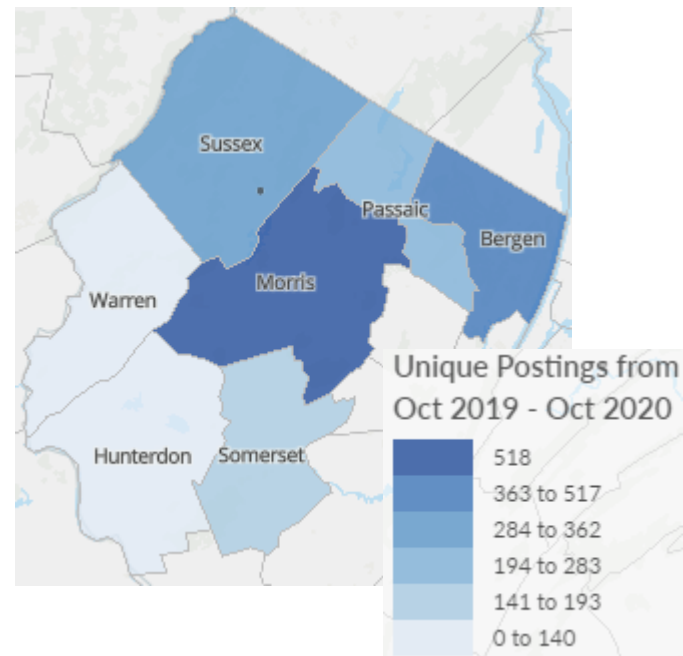 Sussex
Passaic
Bergen
Morris
Warren
Hunterdon
Somerset
Unique Postings from
Oct 2019 - Oct 2020
518
363 to 517
284 to 362
194 to 283
141 to 193
0 to 140